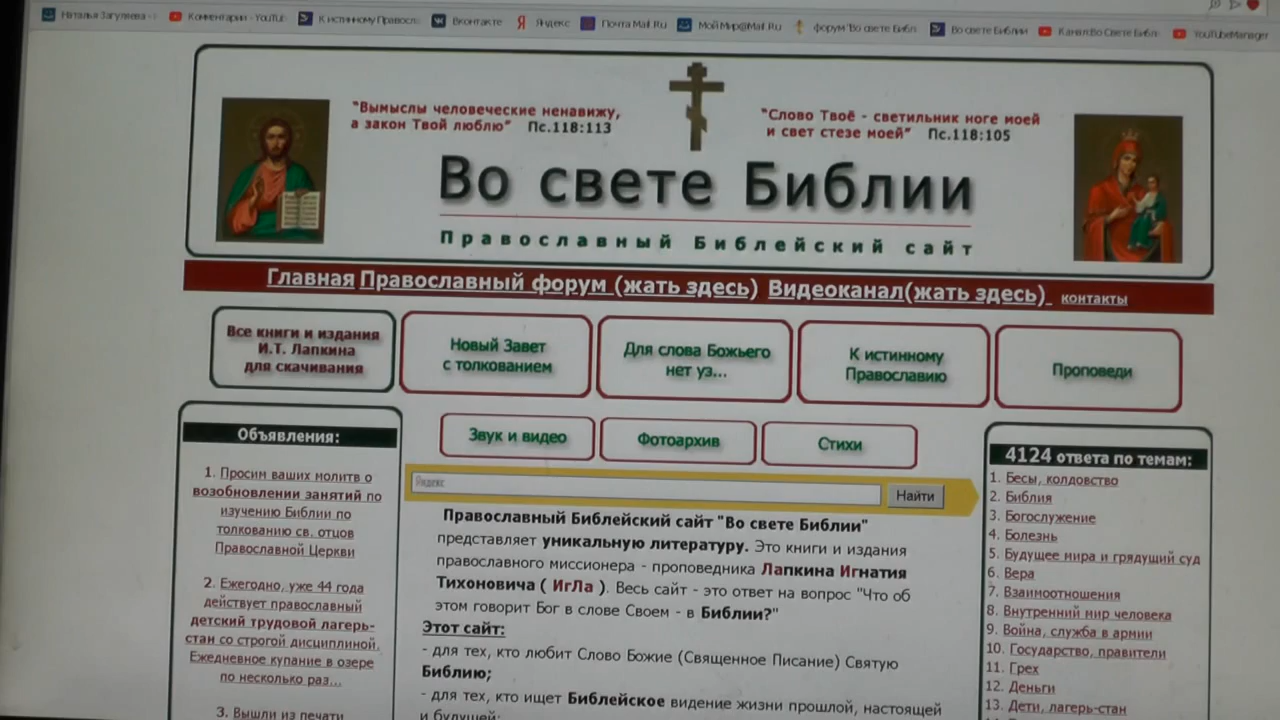 Наталья Загуляева -
Комментарии - YouTu
К истинному Правосл
Вконтакте
Яндекс
Почта Mail.Ru
Мой Мир@Mail.Ru
форум "Во свете Библ
Во свете Библии
Канал:Во Свете Библ
YouTubeManager
"Вымыслы человеческие ненавижу,
а закон Твой люблю" Пс.118:113
"Слово Твоё - светильник ноге моей
и свет стезе моей" Пс.118:105
Во свете Библии
Православный Библейский сайт
Главная Православный форум (жать здесь) Видеоканал(жать здесь) контакты
Все книги и издания
И.Т. Лапкина
для скачивания
Новый Завет
с толкованием
Для слова Божьего
нет уз...
К истинному
Православию
Проповеди
Звук и видео
Фотоархив
Стихи
Объявления:
1. Просим ваших молитв о
возобновлении занятий по
изучению Библии по
толкованию св. отцов
Православной Церкви
2. Ежегодно, уже 44 года
действует православный
детский трудовой лагерь-
стан со строгой дисциплиной.
Ежедневное купание в озере
по несколько раз...
3. Вышли из печати
Яндекс
Найти
Православный Библейский сайт "Во свете Библии"
представляет уникальную литературу. Это книги и издания
православного миссионера - проповедника Лапкина Игнатия
Тихоновича ( ИгЛа ). Весь сайт - это ответ на вопрос "Что об
этом говорит Бог в слове Своем - в Библии?"
Этот сайт:
- для тех, кто любит Слово Божие (Священное Писание) Святую
Библию;
- для тех, кто ищет Библейское видение жизни прошлой, настоящей
и будущей;
4124 ответа по темам:
1. Бесы, колдовство
2. Библия
3. Богослужение
4. Болезнь
5. Будущее мира и грядущий суд
6. Вера
7. Взаимоотношения
8. Внутренний мир человека
9. Война, служба в армии
10. Государство, правители
11. Грех
12. Деньги
13. Дети, лагерь-стан